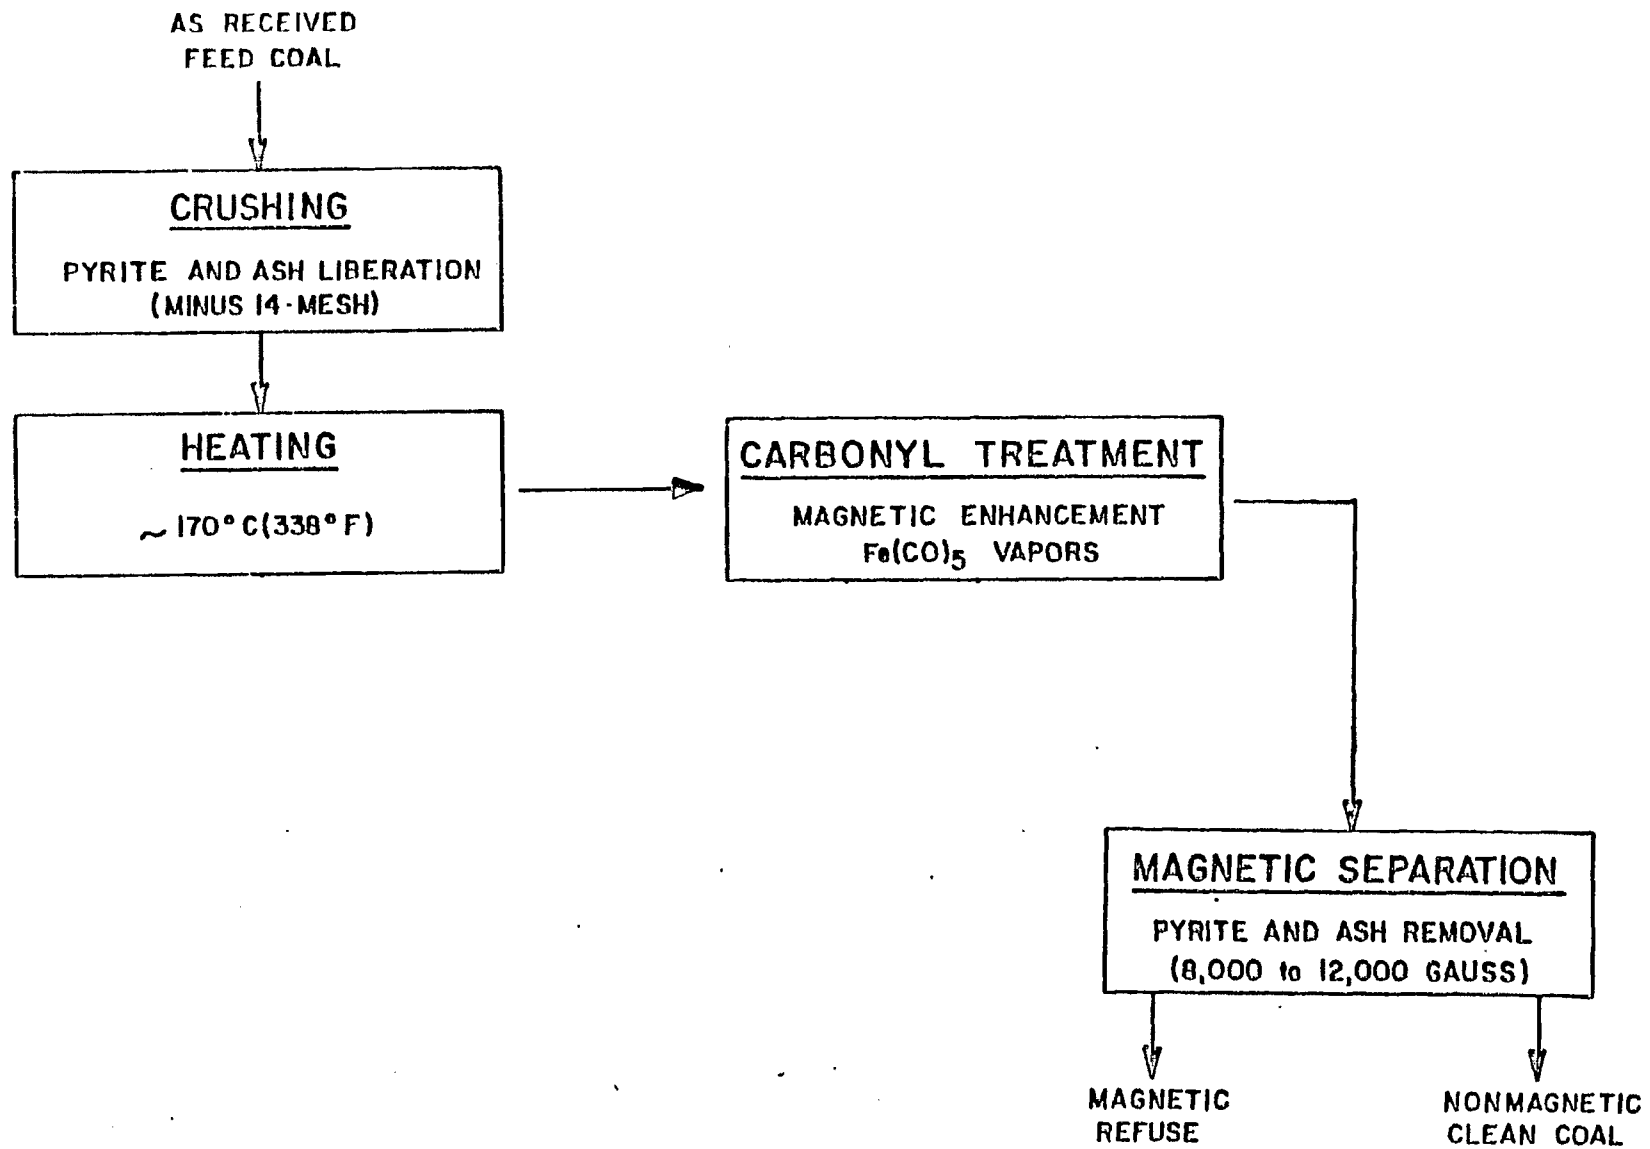 AS RECEIVED
FEED COAL
CRUSHING
PYRITE AND ASH LIBERATION
(MINUS 14-MESH)
HEATING
~170°C(338°F)
CARBONYL TREATMENT
MAGNETIC ENHANCEMENT
Fe(CO)5 VAPORS
MAGNETIC SEPARATION
PYRITE AND ASH REMOVAL
(8,000 to 12,000 GAUSS)
MAGNETIC
REFUSE
NONMAGNETIC
CLEAN COAL